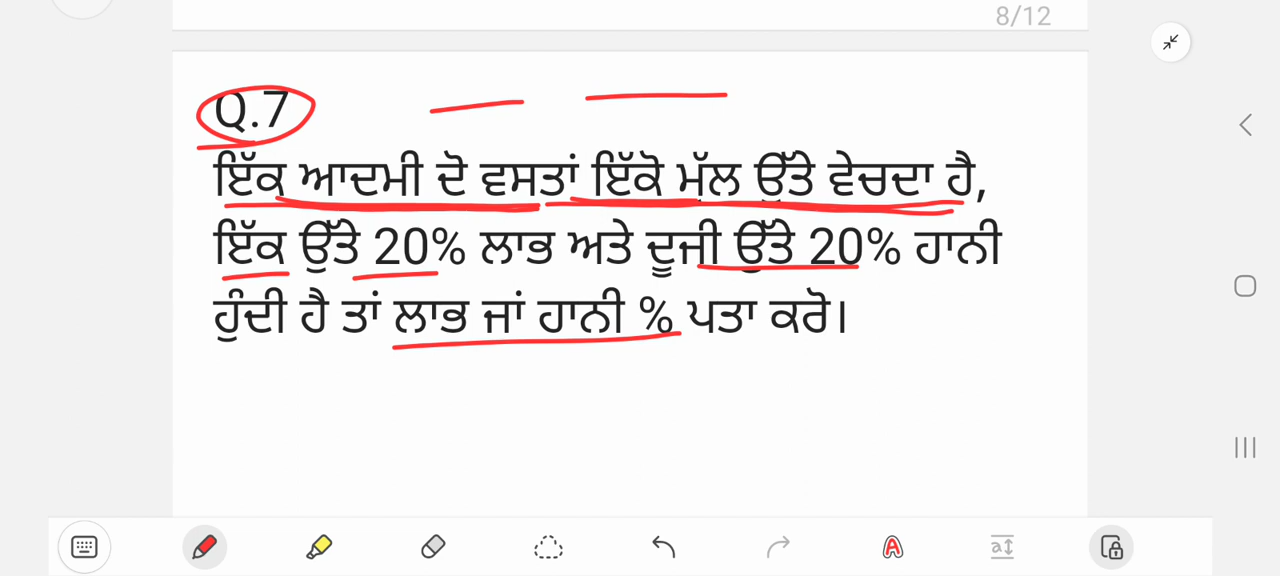 8/12
Q.7
ਇੱਕ ਆਦਮੀ ਦੋ ਵਸਤਾਂ ਇੱਕੋ ਮੁੱਲ ਉੱਤੇ ਵੇਚਦਾ ਹੈ,
ਇੱਕ ਉੱਤੇ 20% ਲਾਭ ਅਤੇ ਦੂਜੀ ਉੱਤੇ 20% ਹਾਨੀ
ਹੁੰਦੀ ਹੈ ਤਾਂ ਲਾਭ ਜਾਂ ਹਾਨੀ % ਪਤਾ ਕਰੋ।
A
a